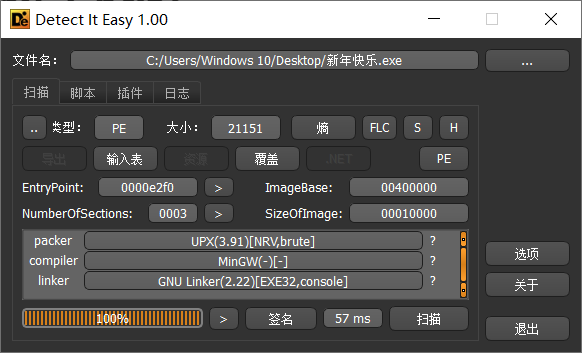 Detect It Easy 1.00
文件名： C:/Users/Windows 10/Desktop/新年快乐.exe ...
扫描 脚本 插件 日志
.. 类型： PE 大小： 21151 熵 FLC S H
导出 输入表 资源 覆盖 .NET PE
EntryPoint: 0000e2f0 > ImageBase: 00400000
NumberOfSections: 0003 > SizeOfImage: 00010000
packer UPX(3.91)[NRV,brute] ?
compiler MinGW(-)[-] ?
linker GNU Linker(2.22)[EXE32,console] ?
选项
关于
100% > 签名 57 ms 扫描
退出